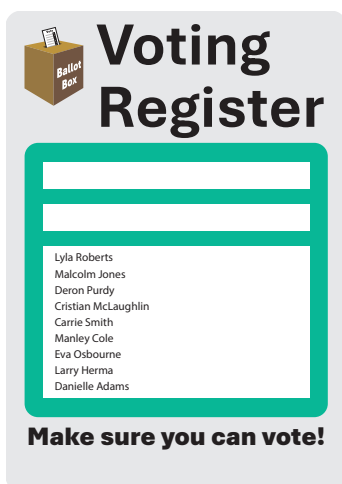 Voting
Register
Ballot
Box
Lyla Roberts
Malcolm Jones
Deron Purdy
Cristian McLaughlin
Carrie Smith
Manley Cole
Eva Osbourne
Larry Herma
Danielle Adams
Make sure you can vote!